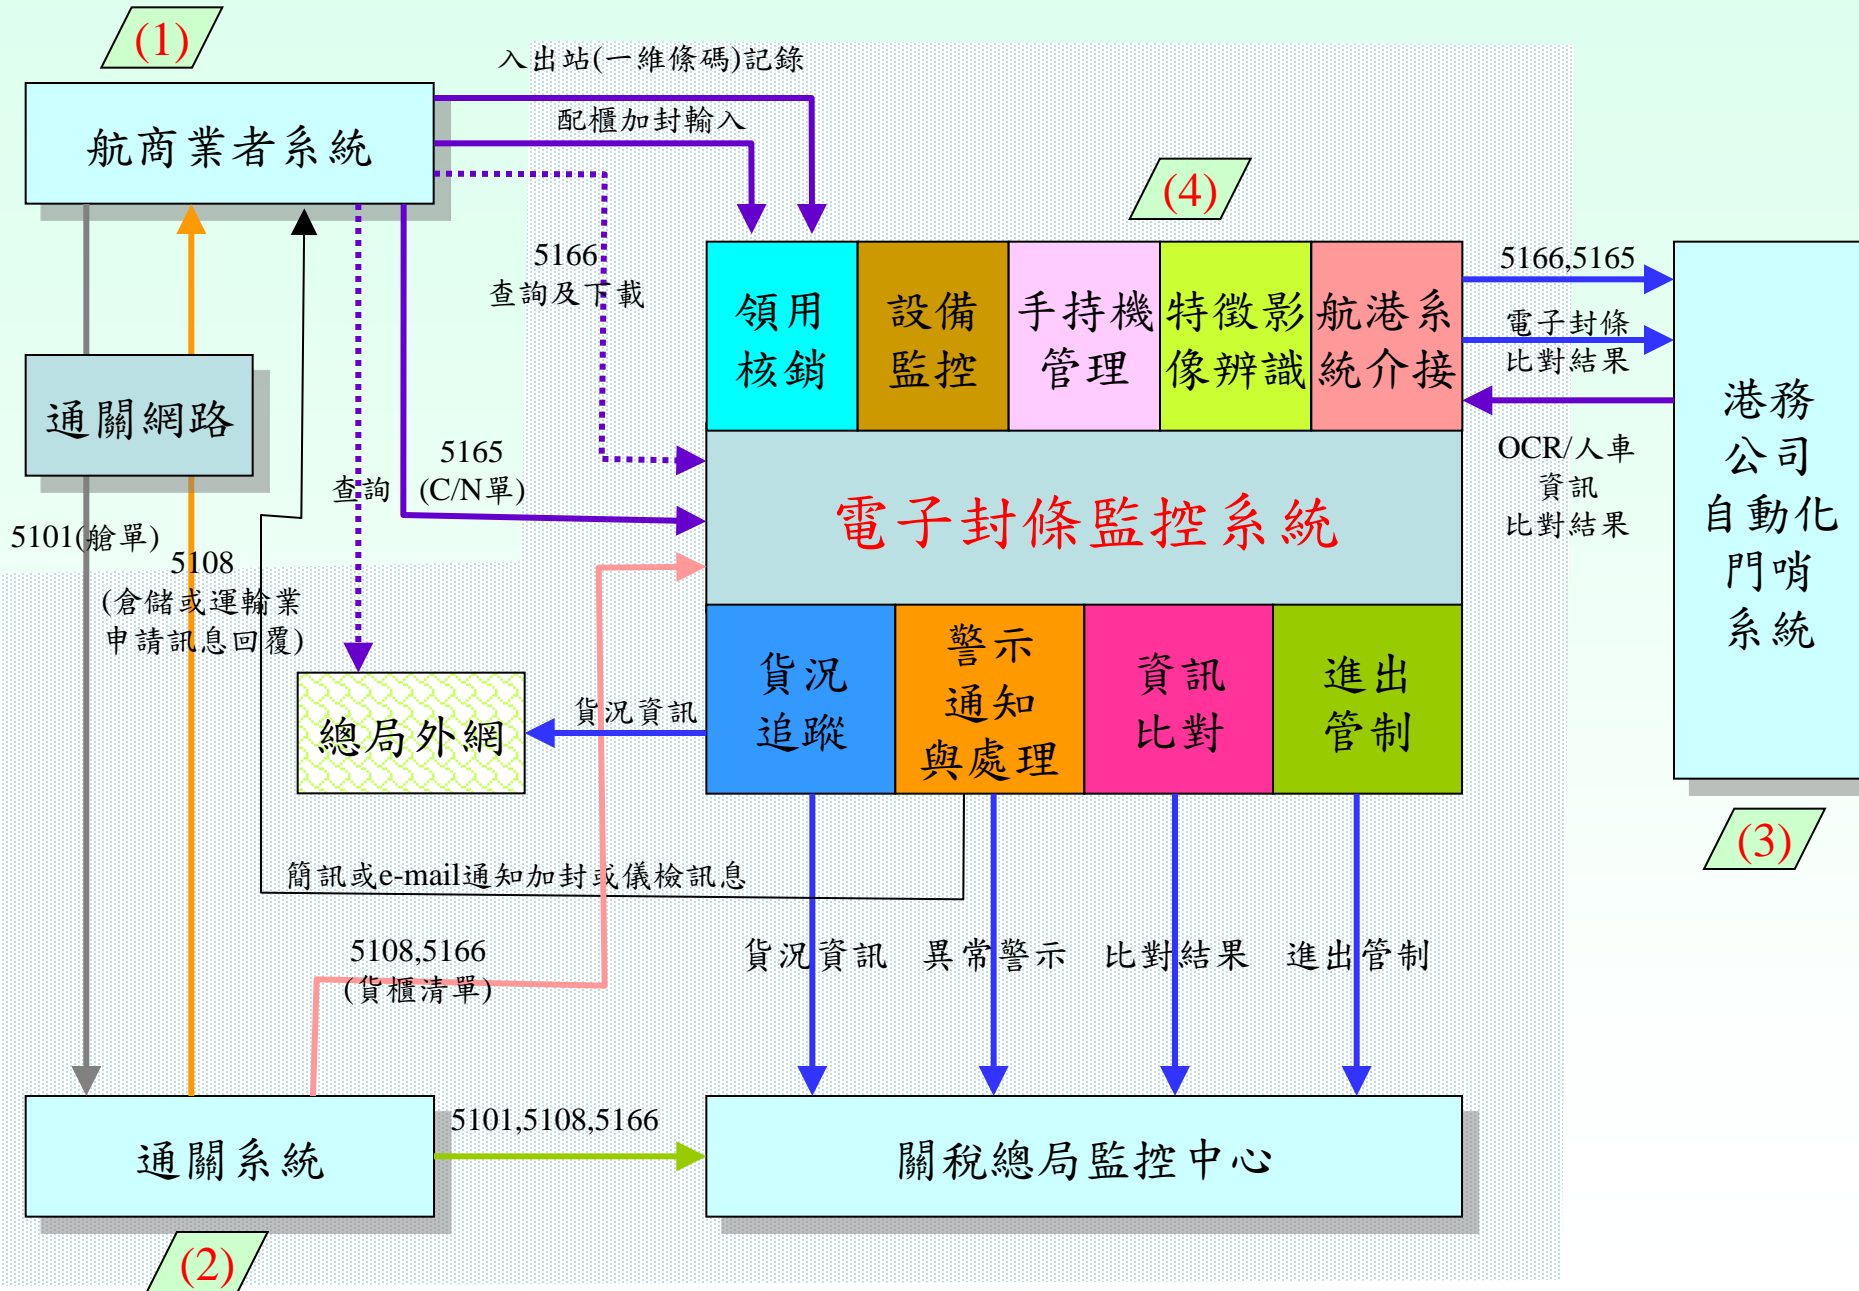 (1)
入出站(一維條碼)記錄
配櫃加封輸入
航商業者系統
(4)
5166
查詢及下載
領用
核銷
設備
監控
手持機
管理
特徵影
像辨識
航港系
統介接
5166,5165
電子封條
比對結果
OCR/人車
資訊
比對結果
港務
公司
自動化
門哨
系統
(3)
通關網路
查詢
5165
(C/N單)
電子封條監控系統
5101(艙單)
5108
(倉儲或運輸業
申請訊息回覆)
總局外網
貨況資訊
貨況
追蹤
警示
通知
與處理
資訊
比對
進出
管制
簡訊或e-mail通知加封或儀檢訊息
5108,5166
(貨櫃清單)
貨況資訊
異常警示
比對結果
進出管制
通關系統
5101,5108,5166
關稅總局監控中心
(2)